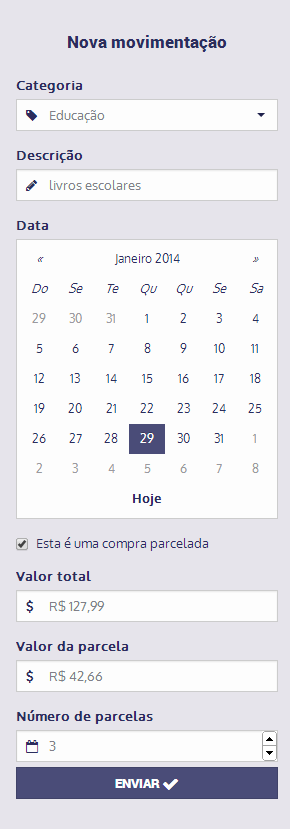 Nova movimentação
Categoria
Educação
Descrição
livros escolares
Data
« Janeiro 2014 »
Do Se Te Qu Qu Se Sa
29 30 31 1 2 3 4
5 6 7 8 9 10 11
12 13 14 15 16 17 18
19 20 21 22 23 24 25
26 27 28 29 30 31 1
2 3 4 5 6 7 8
Hoje
Esta é uma compra parcelada
Valor total
$ R$ 127,99
Valor da parcela
$ R$ 42,66
Número de parcelas
3
ENVIAR